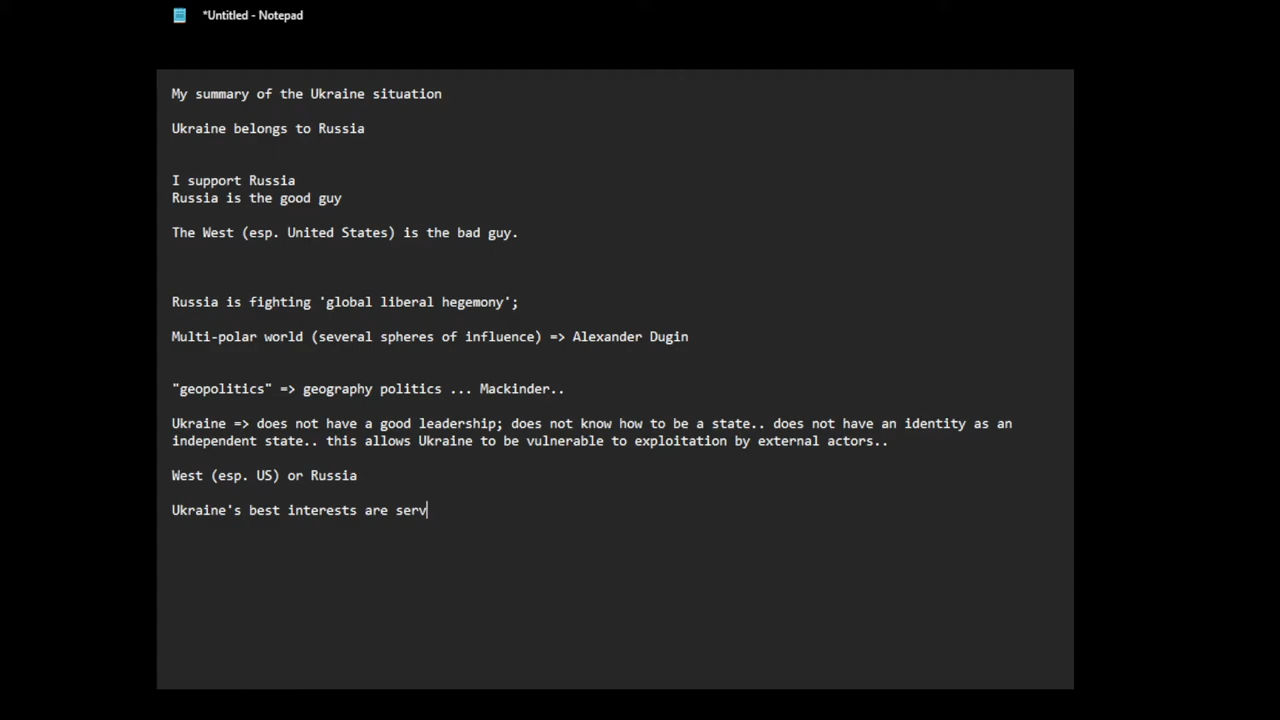 *Untitled - Notepad
My summary of the Ukraine situation
Ukraine belongs to Russia
I support Russia
Russia is the good guy
The West (esp. United States) is the bad guy.
Russia is fighting 'global liberal hegemony';
Multi-polar world (several spheres of influence) => Alexander Dugin
"geopolitics" => geography politics ... Mackinder..
Ukraine => does not have a good leadership; does not know how to be a state.. does not have an identity as an
independent state.. this allows Ukraine to be vulnerable to exploitation by external actors..
West (esp. US) or Russia
Ukraine's best interests are serv